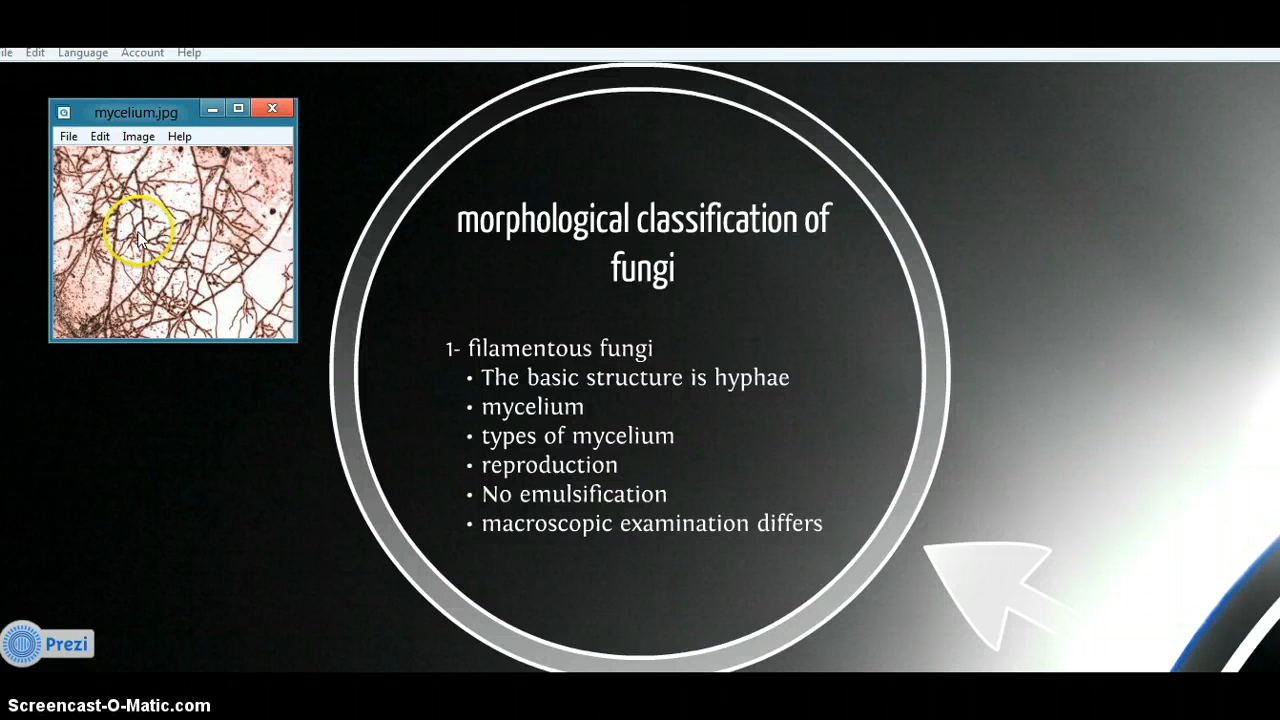 ile Edit Language Account Help
mycelium.jpg
File Edit Image Help
morphological classification of
fungi
1- filamentous fungi
• The basic structure is hyphae
• mycelium
• types of mycelium
• reproduction
• No emulsification
• macroscopic examination differs
Prezi
Screencast-O-Matic.com